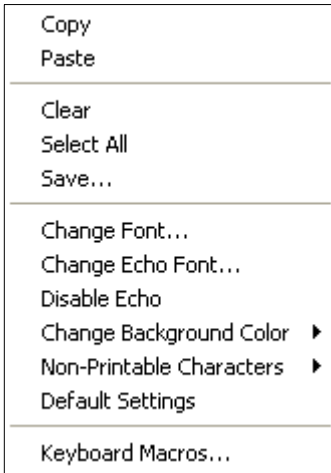 Copy
Paste
Clear
Select All
Save...
Change Font...
Change Echo Font...
Disable Echo
Change Background Color
Non-Printable Characters
Default Settings
Keyboard Macros...